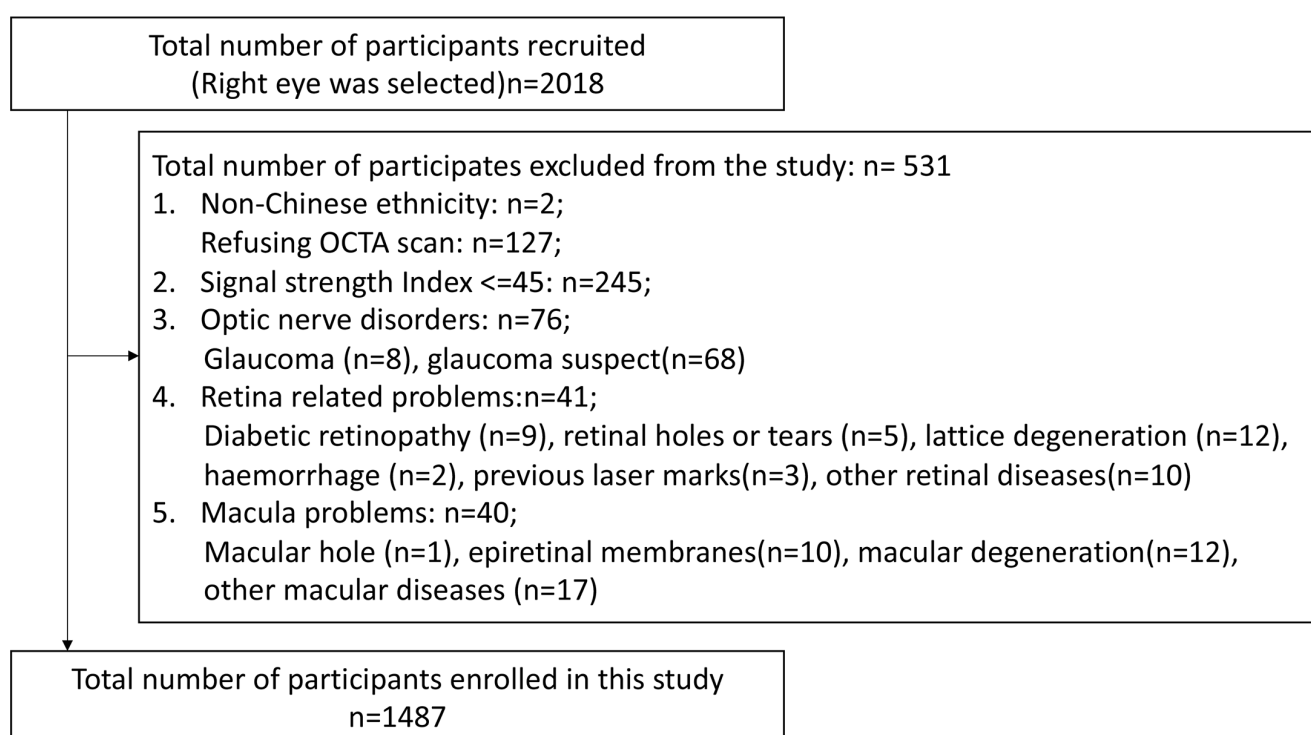 Total number of participants recruited
(Right eye was selected)n=2018
Total number of participates excluded from the study: n= 531
1. Non-Chinese ethnicity: n=2;
Refusing OCTA scan: n=127;
2. Signal strength Index <=45: n=245;
3. Optic nerve disorders: n=76;
Glaucoma (n=8), glaucoma suspect(n=68)
4. Retina related problems:n=41;
Diabetic retinopathy (n=9), retinal holes or tears (n=5), lattice degeneration (n=12),
haemorrhage (n=2), previous laser marks(n=3), other retinal diseases(n=10)
5. Macula problems: n=40;
Macular hole (n=1), epiretinal membranes(n=10), macular degeneration(n=12),
other macular diseases (n=17)
Total number of participants enrolled in this study
n=1487